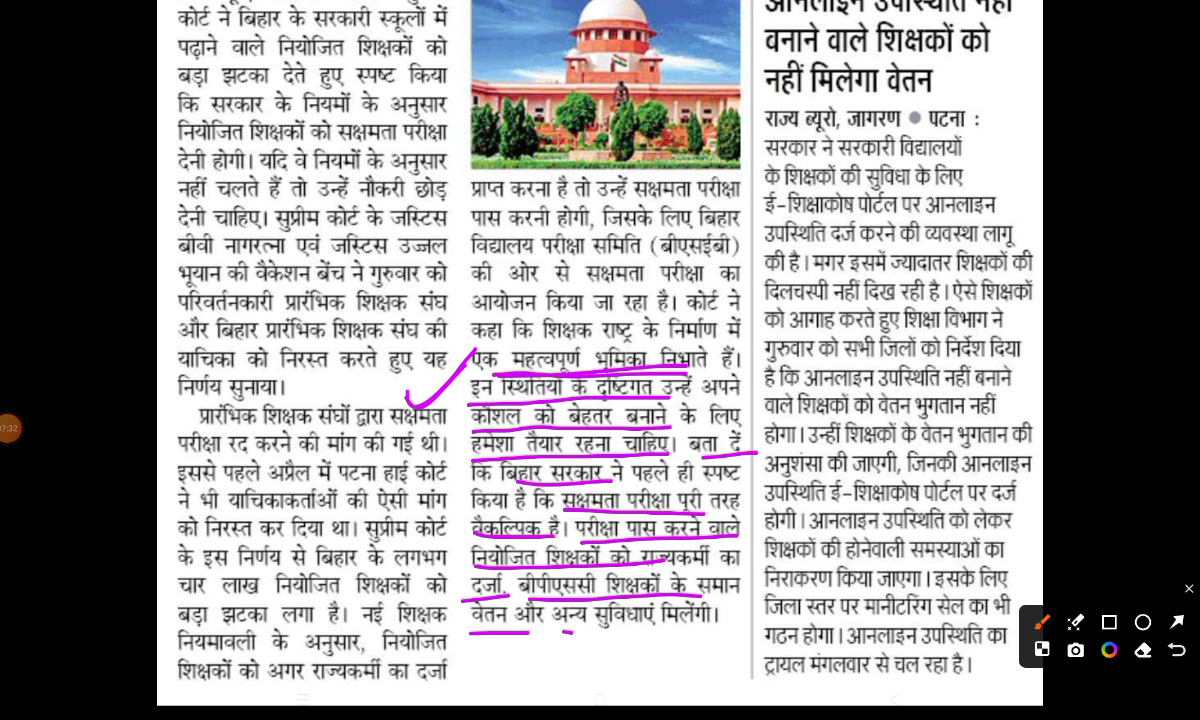 कोर्ट ने बिहार के सरकारी स्कूलों में
पढ़ाने वाले नियोजित शिक्षकों को
बड़ा झटका देते हुए स्पष्ट किया
कि सरकार के नियमों के अनुसार
नियोजित शिक्षकों को सक्षमता परीक्षा
देनी होगी। यदि वे नियमों के अनुसार
नहीं चलते हैं तो उन्हें नौकरी छोड़
देनी चाहिए। सुप्रीम कोर्ट के जस्टिस
बीवी नागरत्ना एवं जस्टिस उज्जल
भूयान की वैकेशन बेंच ने गुरुवार को
परिवर्तनकारी प्रारंभिक शिक्षक संघ
और बिहार प्रारंभिक शिक्षक संघ की
याचिका को निरस्त करते हुए यह
निर्णय सुनाया।
प्रारंभिक शिक्षक संघों द्वारा सक्षमता
परीक्षा रद करने की मांग की गई थी।
इससे पहले अप्रैल में पटना हाई कोर्ट
ने भी याचिकाकर्ताओं की ऐसी मांग
को निरस्त कर दिया था। सुप्रीम कोर्ट
के इस निर्णय से बिहार के लगभग
चार लाख नियोजित शिक्षकों को
बड़ा झटका लगा है। नई शिक्षक
नियमावली के अनुसार, नियोजित
शिक्षकों को अगर राज्यकर्मी का दर्जा
प्राप्त करना है तो उन्हें सक्षमता परीक्षा
पास करनी होगी, जिसके लिए बिहार
विद्यालय परीक्षा समिति (बीएसईबी)
की ओर से सक्षमता परीक्षा का
आयोजन किया जा रहा है। कोर्ट ने
कहा कि शिक्षक राष्ट्र के निर्माण में
एक महत्वपूर्ण भूमिका निभाते हैं।
इन स्थितियों के दृष्टिगत उन्हें अपने
कौशल को बेहतर बनाने के लिए
हमेशा तैयार रहना चाहिए। बता दें
कि बिहार सरकार ने पहले ही स्पष्ट
किया है कि सक्षमता परीक्षा पूरी तरह
वैकल्पिक है। परीक्षा पास करने वाले
नियोजित शिक्षकों को राज्यकर्मी का
दर्जा, बीपीएससी शिक्षकों के समान
वेतन और अन्य सुविधाएं मिलेंगी।
आनलाइन उपस्थिति नहीं
बनाने वाले शिक्षकों को
नहीं मिलेगा वेतन
राज्य ब्यूरो, जागरण ● पटना :
सरकार ने सरकारी विद्यालयों
के शिक्षकों की सुविधा के लिए
ई-शिक्षाकोष पोर्टल पर आनलाइन
उपस्थिति दर्ज करने की व्यवस्था लागू
की है। मगर इसमें ज्यादातर शिक्षकों की
दिलचस्पी नहीं दिख रही है। ऐसे शिक्षकों
को आगाह करते हुए शिक्षा विभाग ने
गुरुवार को सभी जिलों को निर्देश दिया
है कि आनलाइन उपस्थिति नहीं बनाने
वाले शिक्षकों को वेतन भुगतान नहीं
होगा। उन्हीं शिक्षकों के वेतन भुगतान की
अनुशंसा की जाएगी, जिनकी आनलाइन
उपस्थिति ई-शिक्षाकोष पोर्टल पर दर्ज
होगी। आनलाइन उपस्थिति को लेकर
शिक्षकों की होनेवाली समस्याओं का
निराकरण किया जाएगा। इसके लिए
जिला स्तर पर मानीटरिंग सेल का भी
गठन होगा। आनलाइन उपस्थिति का
ट्रायल मंगलवार से चल रहा है।
07:32